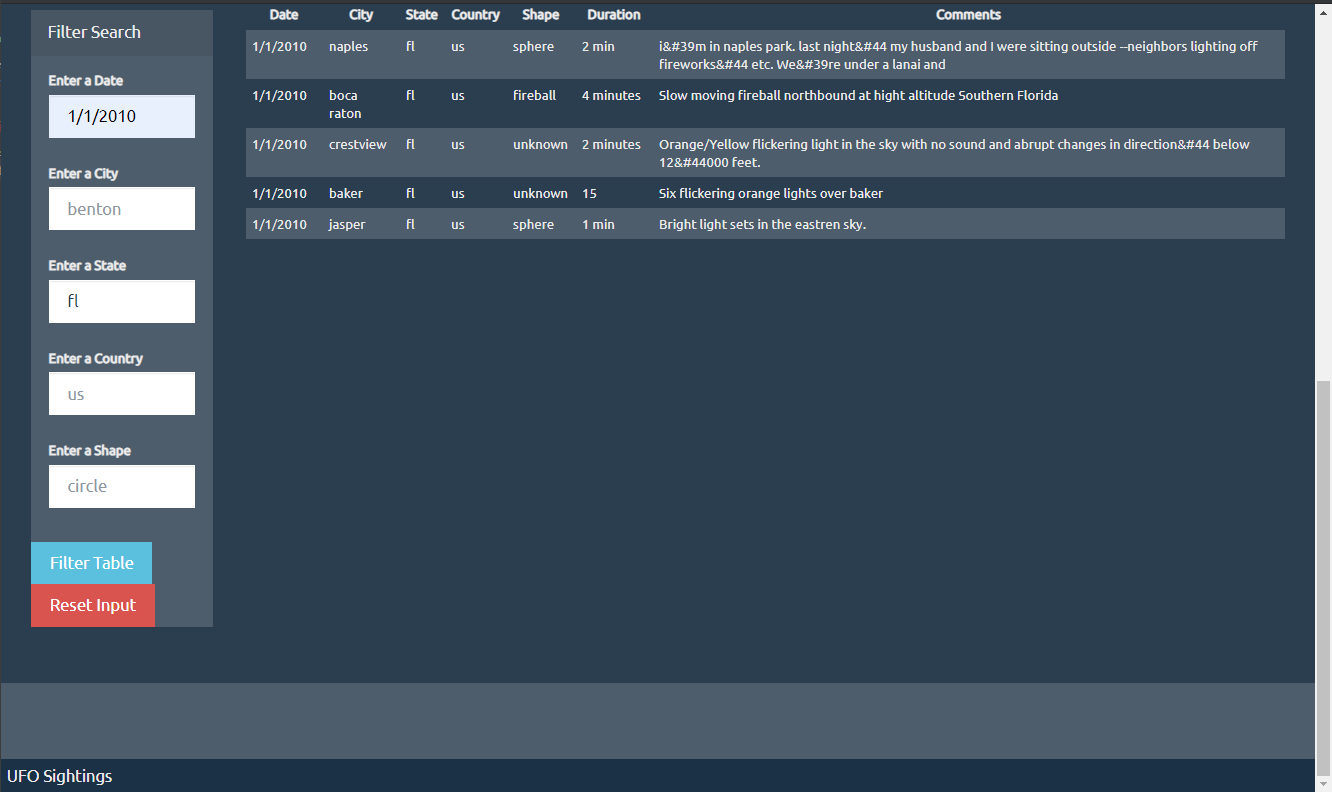 Filter Search
Enter a Date
1/1/2010
Enter a City
benton
Enter a State
fl
Enter a Country
us
Enter a Shape
circle
Filter Table
Reset Input
Date City State Country Shape Duration Comments
1/1/2010 naples fl us sphere 2 min i&#39m in naples park. last night&#44 my husband and I were sitting outside --neighbors lighting off
fireworks&#44 etc. We&#39re under a lanai and
1/1/2010 boca fl us fireball 4 minutes Slow moving fireball northbound at hight altitude Southern Florida
raton
1/1/2010 crestview fl us unknown 2 minutes Orange/Yellow flickering light in the sky with no sound and abrupt changes in direction&#44 below
12&#44000 feet.
1/1/2010 baker fl us unknown 15 Six flickering orange lights over baker
1/1/2010 jasper fl us sphere 1 min Bright light sets in the eastren sky.
UFO Sightings